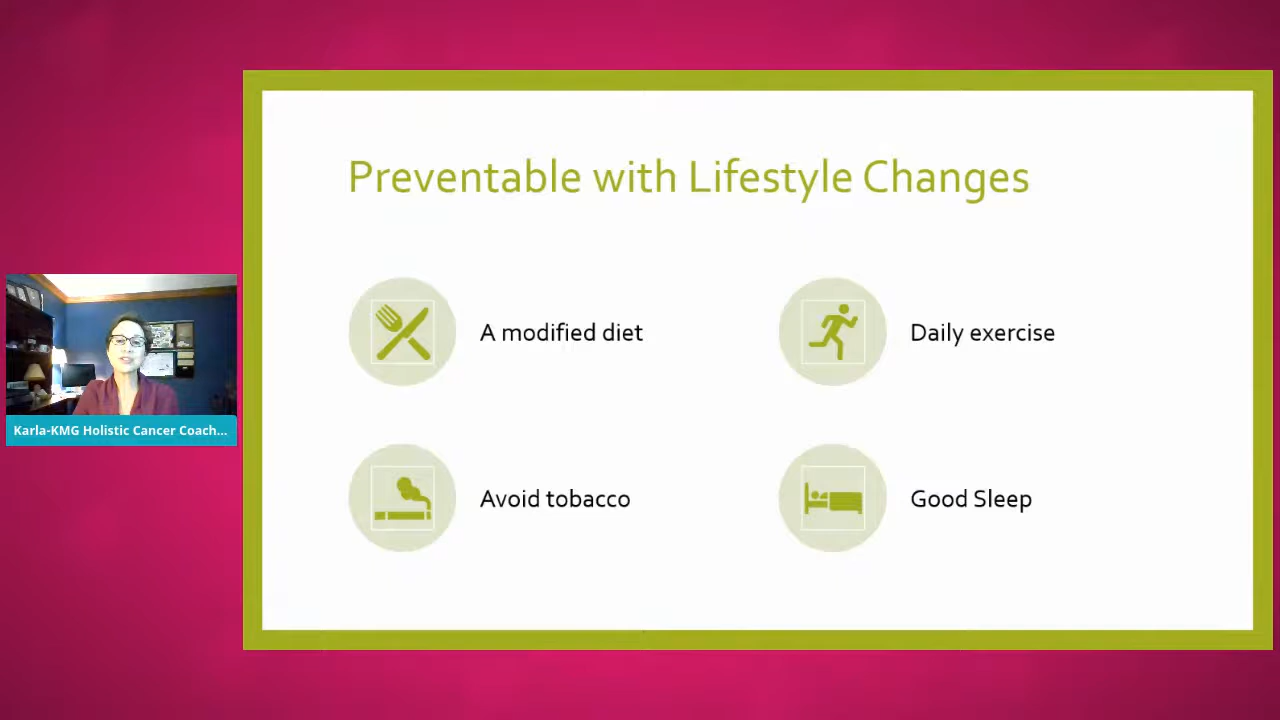 Preventable with Lifestyle Changes
A modified diet
Daily exercise
Avoid tobacco
Good Sleep
Karla-KMG Holistic Cancer Coach...